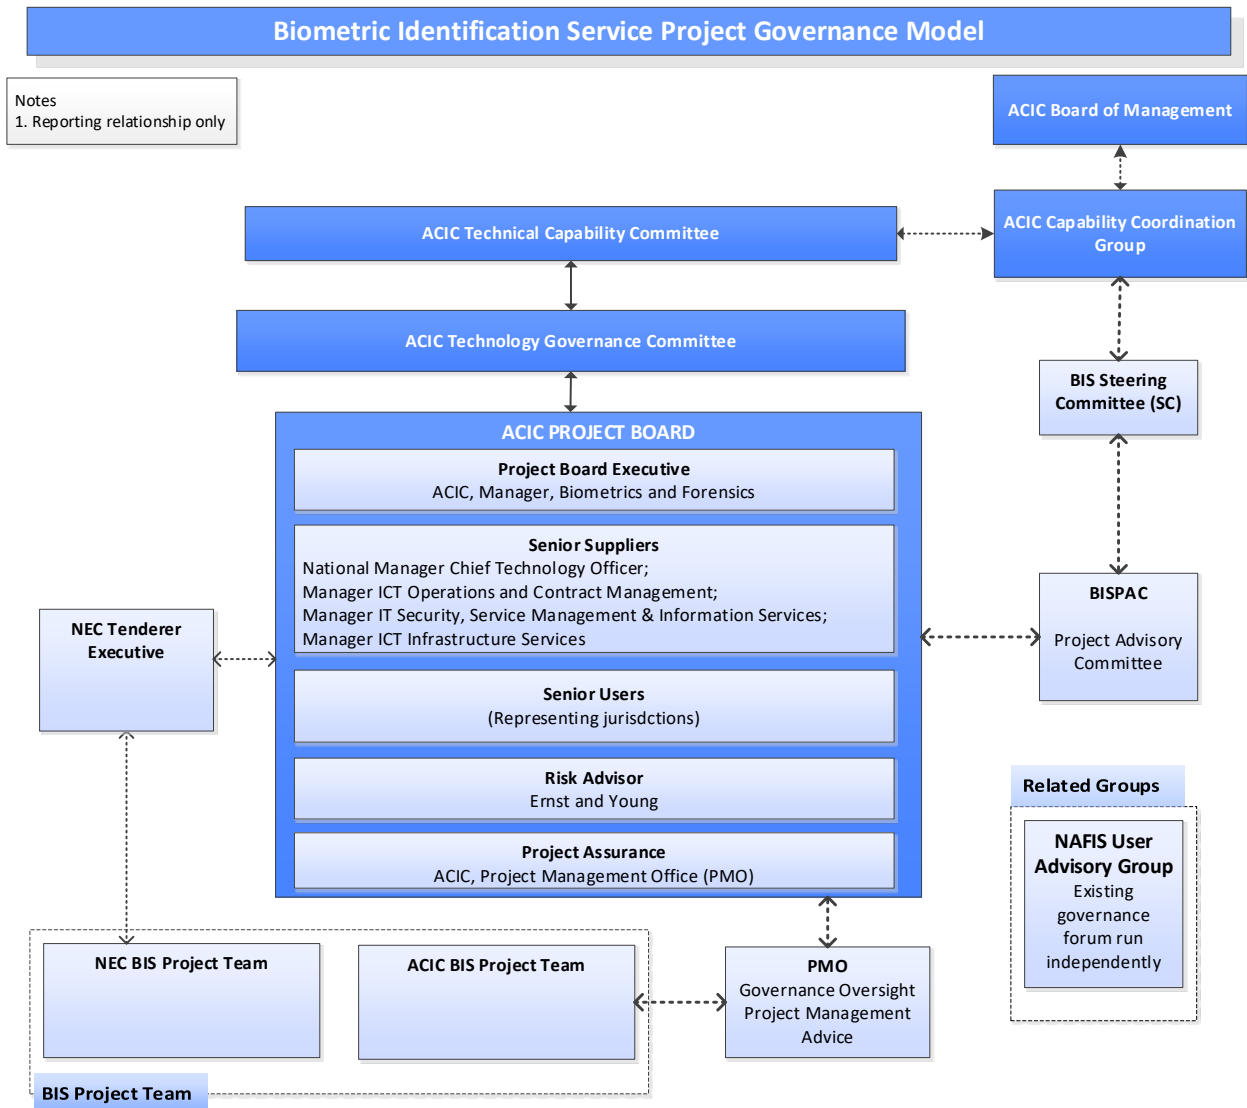 Biometric Identification Service Project Governance Model
Notes
1. Reporting relationship only
ACIC Board of Management
ACIC Technical Capability Committee
ACIC Capability Coordination
Group
ACIC Technology Governance Committee
BIS Steering
Committee (SC)
ACIC PROJECT BOARD
Project Board Executive
ACIC, Manager, Biometrics and Forensics
Senior Suppliers
National Manager Chief Technology Officer;
Manager ICT Operations and Contract Management;
Manager IT Security, Service Management & Information Services;
Manager ICT Infrastructure Services
BISPAC
Project Advisory
Committee
NEC Tenderer
Executive
Senior Users
(Representing jurisdctions)
Risk Advisor
Ernst and Young
Project Assurance
ACIC, Project Management Office (PMO)
Related Groups
NAFIS User
Advisory Group
Existing
governance
forum run
independently
NEC BIS Project Team
ACIC BIS Project Team
PMO
Governance Oversight
Project Management
Advice
BIS Project Team